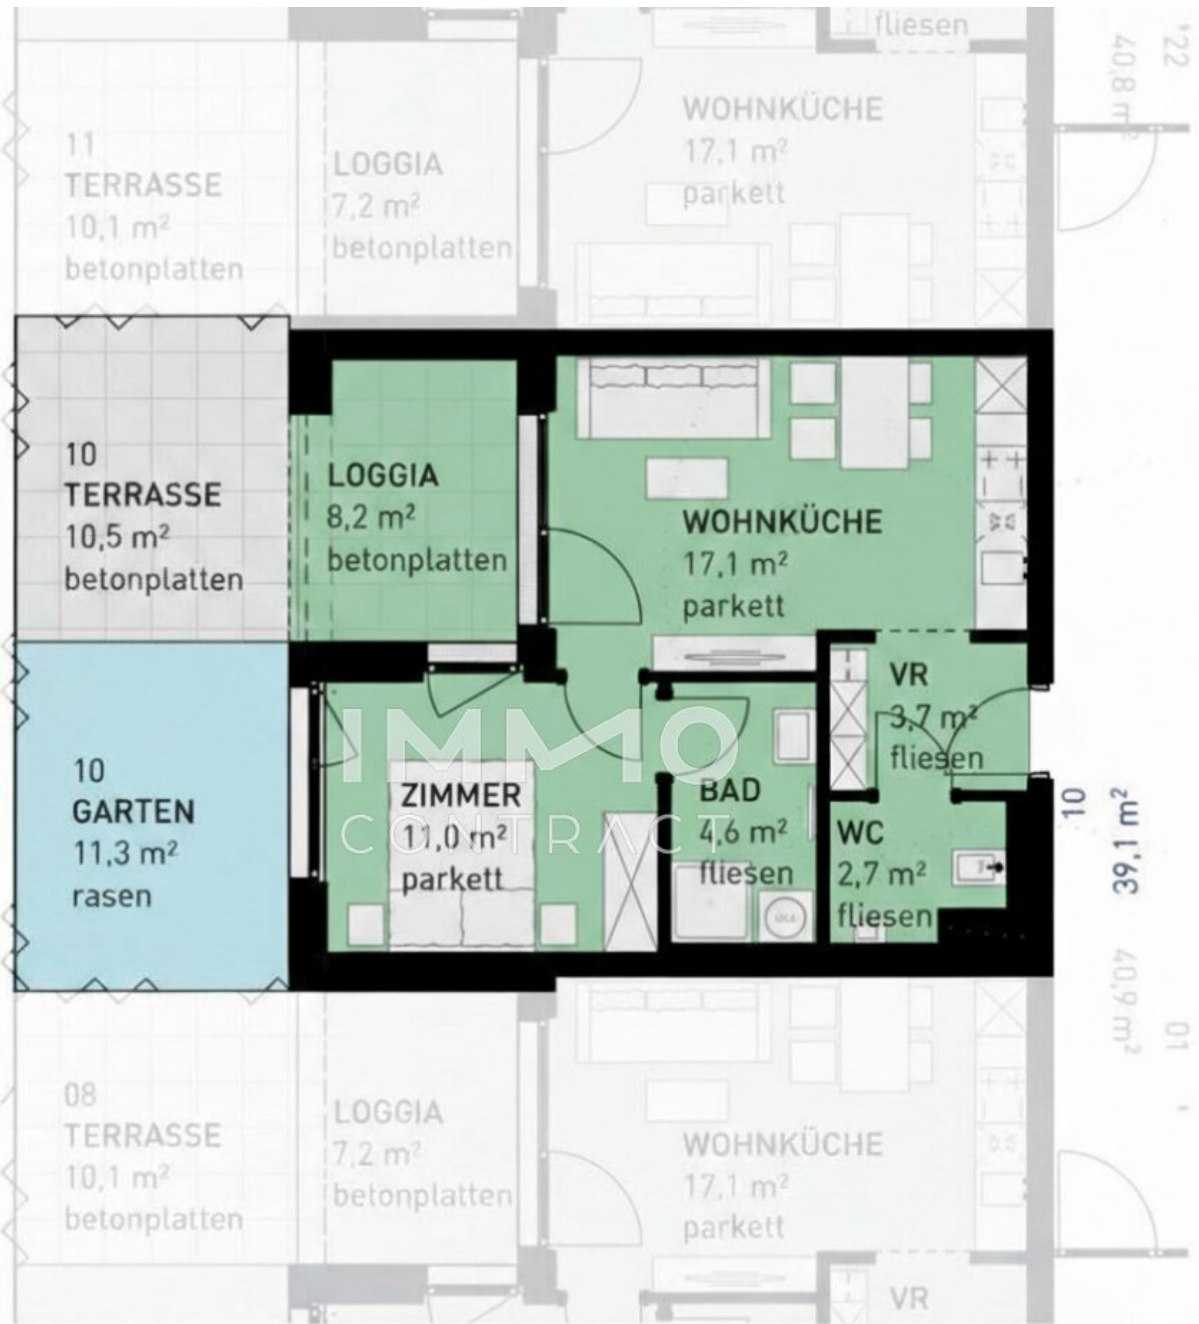 fliesen
'22
40,8 m²
WOHNKÜCHE
17,1 m²
parkett
11
TERRASSE
10,1 m²
betonplatten
LOGGIA
7,2 m²
betonplatten
10
TERRASSE
10,5 m²
betonplatten
LOGGIA
8,2 m²
betonplatten
WOHNKÜCHE
17,1 m²
parkett
VR
3,7 m²
fliesen
IMMO
CONTRACT
10
GARTEN
11,3 m²
rasen
ZIMMER
11,0 m²
parkett
BAD
4,6 m²
fliesen
WC
2,7 m²
fliesen
10
39,1 m²
40,9 m²
01
08
TERRASSE
10,1 m²
betonplatten
LOGGIA
7,2 m²
betonplatten
WOHNKÜCHE
17,1 m²
parkett
VR